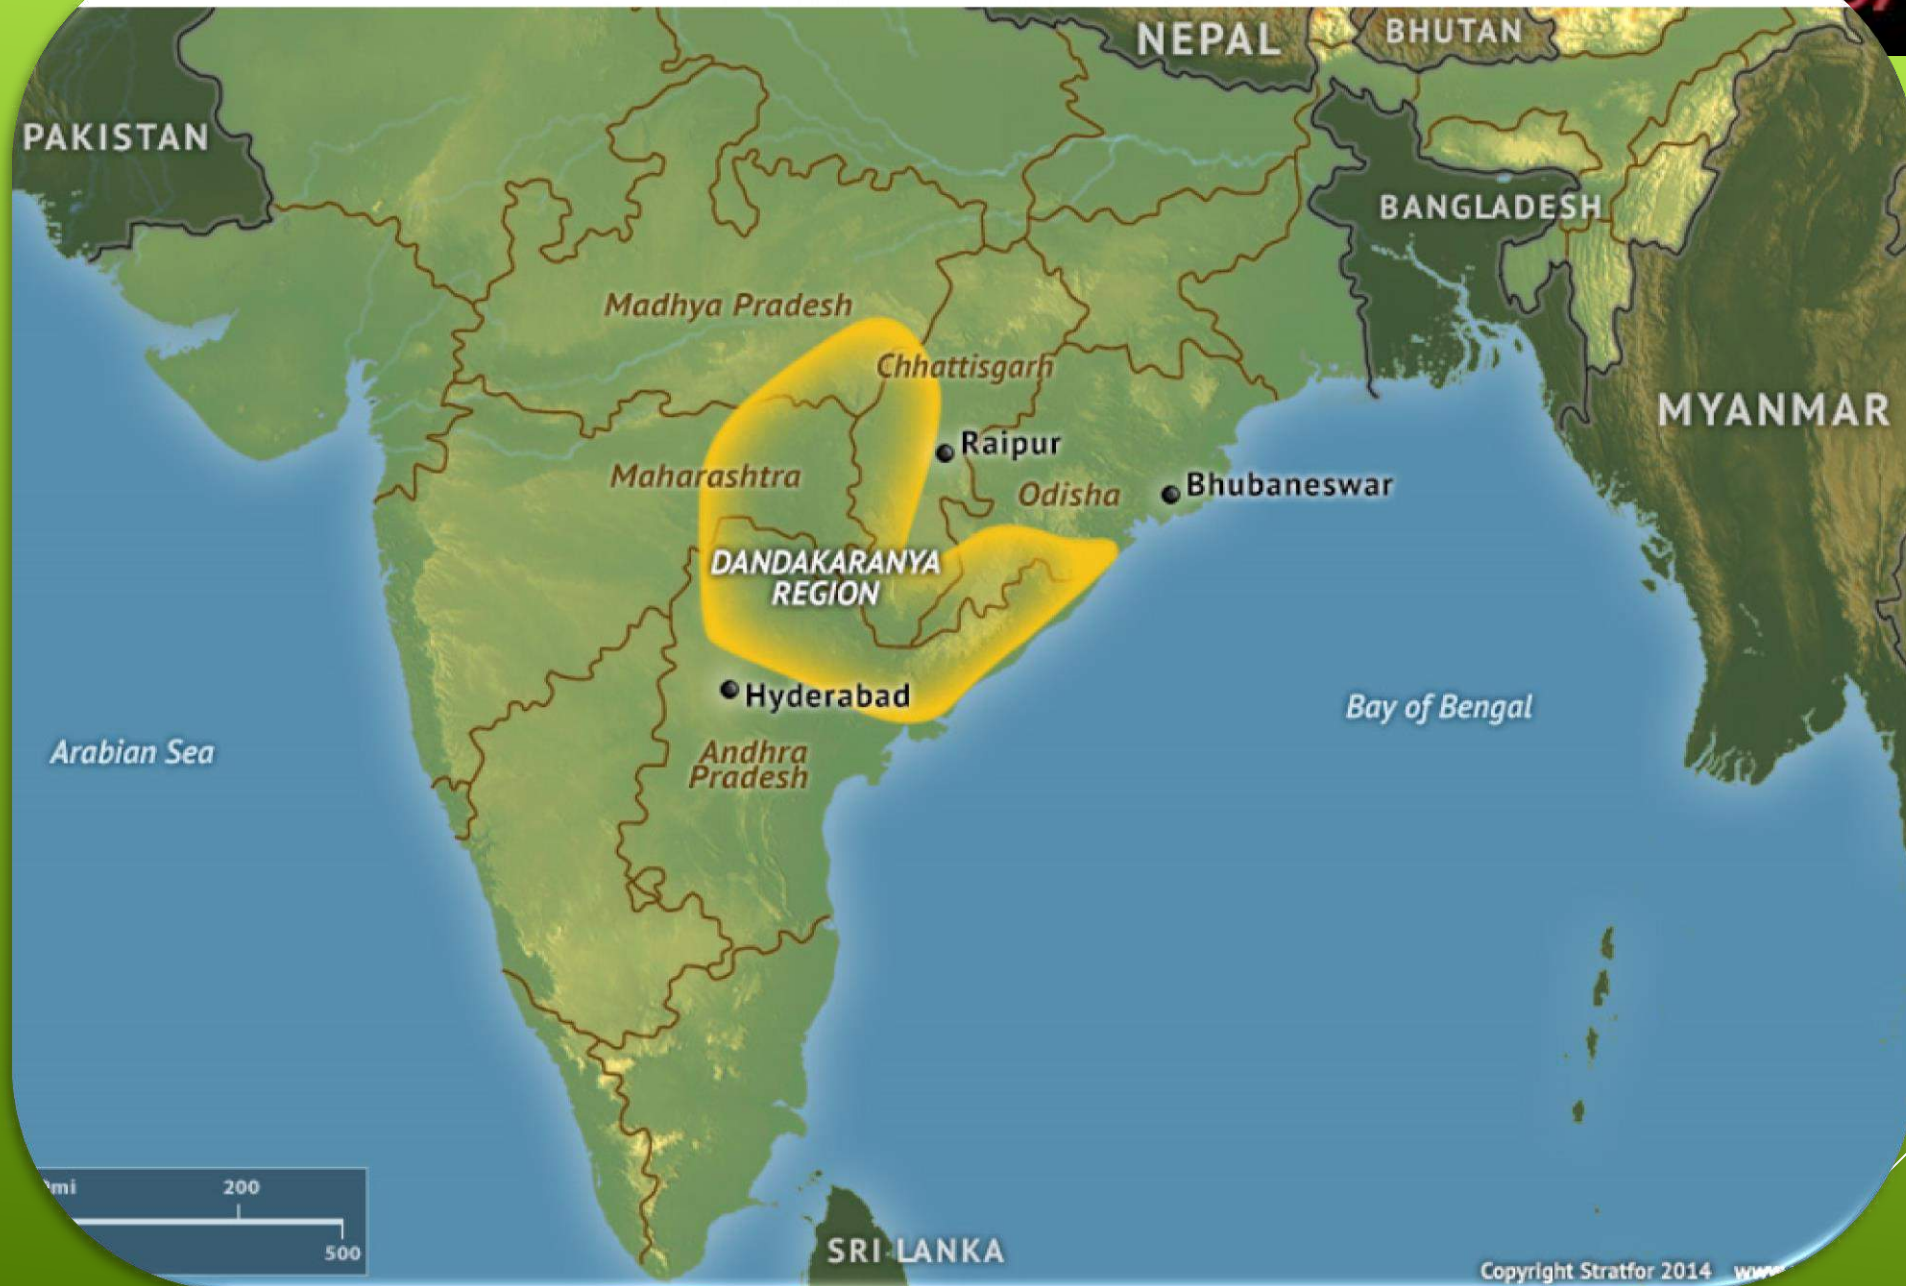 NEPAL
BHUTAN
PAKISTAN
BANGLADESH
Madhya Pradesh
Chhattisgarh
MYANMAR
Raipur
Maharashtra
Odisha
Bhubaneswar
DANDAKARANYA
REGION
Hyderabad
Bay of Bengal
Arabian Sea
Andhra
Pradesh
mi 200
500
SRI LANKA
Copyright Stratfor 2014